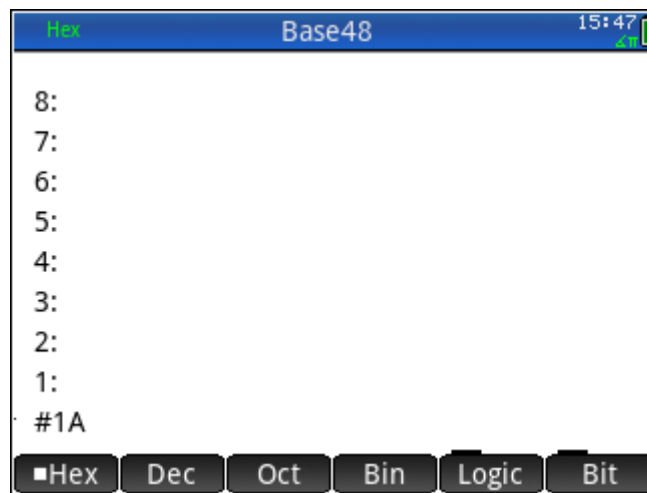 Hex Base48 15:47
∡π
8:
7:
6:
5:
4:
3:
2:
1:
#1A
▪Hex Dec Oct Bin Logic Bit